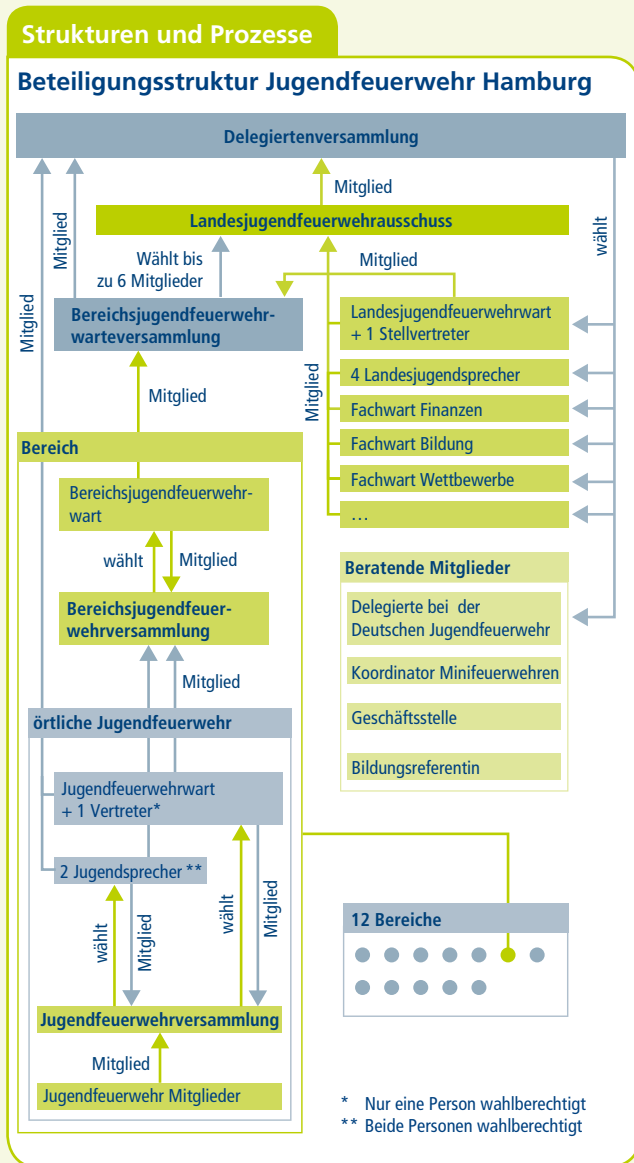 Strukturen und Prozesse
Beteiligungsstruktur Jugendfeuerwehr Hamburg
Delegiertenversammlung
Mitglied
Landesjugendfeuerwehrausschuss
Mitglied
Mitglied
wählt
Wählt bis
zu 6 Mitglieder
Mitglied
Bereichsjugendfeuerwehr-
warteversammlung
Landesjugendfeuerwehrwart
+ 1 Stellvertreter
Mitglied
Mitglied
4 Landesjugendsprecher
Fachwart Finanzen
Fachwart Bildung
Fachwart Wettbewerbe
…
Bereich
Bereichsjugendfeuerwehr-
wart
wählt
Mitglied
Bereichsjugendfeuer-
wehrversammlung
Mitglied
Beratende Mitglieder
Delegierte bei der
Deutschen Jugendfeuerwehr
Koordinator Minifeuerwehren
Geschäftsstelle
Bildungsreferentin
örtliche Jugendfeuerwehr
Jugendfeuerwehrwart
+ 1 Vertreter*
2 Jugendsprecher **
wählt
Mitglied
wählt
Mitglied
Jugendfeuerwehrversammlung
Mitglied
Jugendfeuerwehr Mitglieder
12 Bereiche
* Nur eine Person wahlberechtigt
** Beide Personen wahlberechtigt